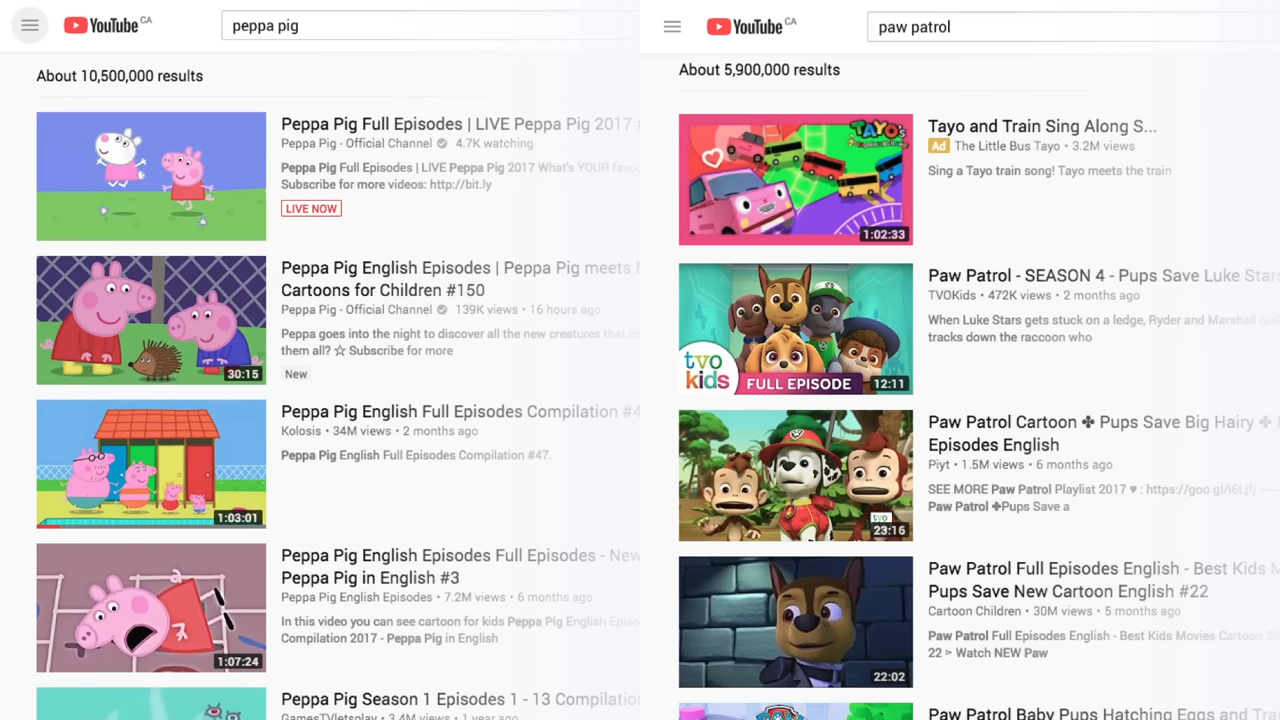 YouTube CA
peppa pig
About 10,500,000 results
Peppa Pig Full Episodes | LIVE Peppa Pig 2017 #
Peppa Pig - Official Channel 4.7K watching
Peppa Pig Full Episodes | LIVE Peppa Pig 2017 What's YOUR favou
Subscribe for more videos: http://bit.ly
LIVE NOW
30:15
Peppa Pig English Episodes | Peppa Pig meets
Cartoons for Children #150
Peppa Pig - Official Channel 139K views • 16 hours ago
Peppa goes into the night to discover all the new creatures that
them all? ☆ Subscribe for more
New
1:03:01
Peppa Pig English Full Episodes Compilation #4
Kolosis • 34M views • 2 months ago
Peppa Pig English Full Episodes Compilation #47.
1:07:24
Peppa Pig English Episodes Full Episodes - New
Peppa Pig in English #3
Peppa Pig English Episodes • 7.2M views • 6 months ago
In this video you can see cartoon for kids Peppa Pig English Episo
Compilation 2017 - Peppa Pig in English
Peppa Pig Season 1 Episodes 1 - 13 Compilatio
GamesTVletsplay • 3.4M views • 1 year ago
YouTube CA
paw patrol
About 5,900,000 results
TAYO's
1:02:33
Tayo and Train Sing Along S...
Ad The Little Bus Tayo • 3.2M views
Sing a Tayo train song! Tayo meets the train
tvo
kids
FULL EPISODE
12:11
Paw Patrol - SEASON 4 - Pups Save Luke Stars
TVOKids • 472K views • 2 months ago
When Luke Stars gets stuck on a ledge, Ryder and Marshall
tracks down the raccoon who
tvo
23:16
Paw Patrol Cartoon ✤ Pups Save Big Hairy ✤
Episodes English
Piyt • 1.5M views • 6 months ago
SEE MORE Paw Patrol Playlist 2017 ♥ : https://goo.gl/i6Ljfj
Paw Patrol ✤Pups Save a
22:02
Paw Patrol Full Episodes English - Best Kids M
Pups Save New Cartoon English #22
Cartoon Children • 30M views • 5 months ago
Paw Patrol Full Episodes English - Best Kids Movies Cartoon 2
22 ▻ Watch NEW Paw
Paw Patrol Baby Pups Hatching Eggs and Tra